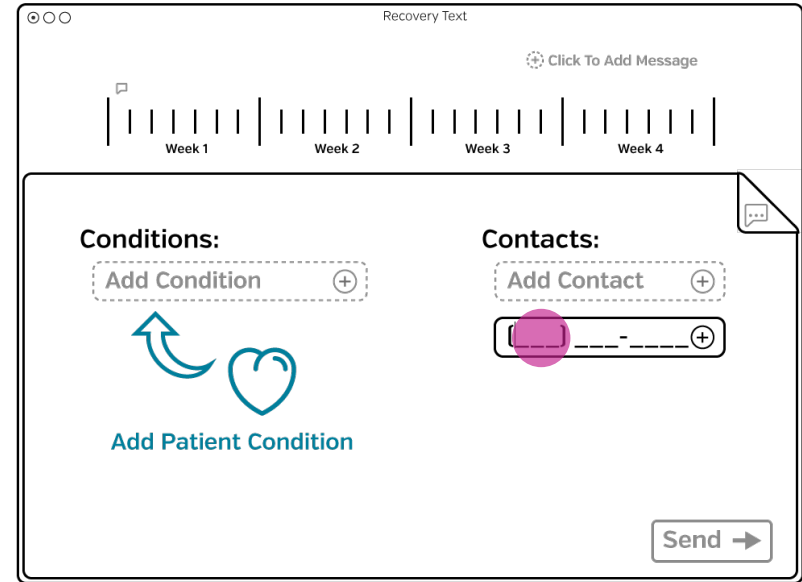 Recovery Text
Click To Add Message
Week 1
Week 2
Week 3
Week 4
Conditions:
Add Condition
Add Patient Condition
Contacts:
Add Contact
(___) ___-____
Send